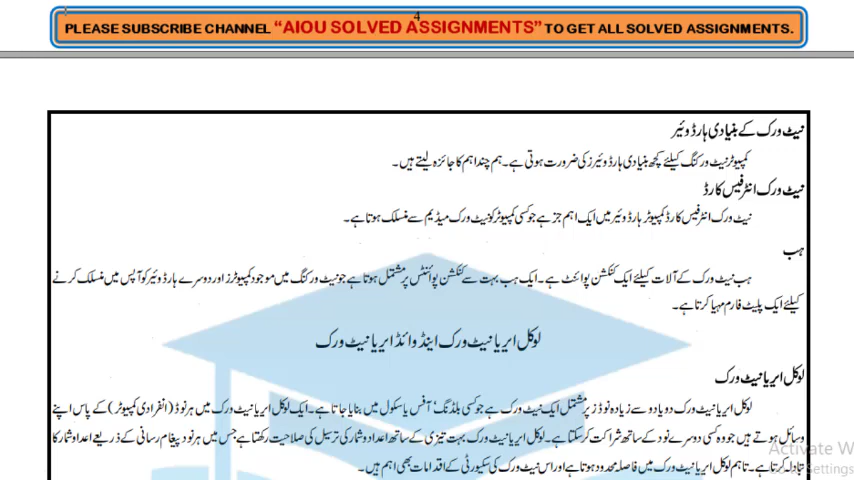 4
PLEASE SUBSCRIBE CHANNEL "AIOU SOLVED ASSIGNMENTS" TO GET ALL SOLVED ASSIGNMENTS.
نیٹ ورک کے بنیادی ہارڈ ویئر
کمپیوٹر نیٹ ورکنگ کیلئے کچھ بنیادی ہارڈ ویئرز کی ضرورت ہوتی ہے۔ ہم چند اہم کا جائزہ لیتے ہیں۔
نیٹ ورک انٹرفیس کارڈ
نیٹ ورک انٹرفیس کارڈ کمپیوٹر ہارڈ ویئر میں ایک اہم جز ہے جو کسی کمپیوٹر کو نیٹ ورک میڈیم سے منسلک ہوتا ہے۔
ہب
ہب نیٹ ورک کے آلات کیلئے ایک کنکشن پوائنٹ ہے۔ ایک ہب بہت سے کنکشن پوائنٹس پر مشتمل ہوتا ہے جو نیٹ ورکنگ میں موجود کمپیوٹرز اور دوسرے ہارڈ ویئر کو آپس میں منسلک کرنے
کیلئے ایک پلیٹ فارم مہیا کرتا ہے۔
لوکل ایریا نیٹ ورک اینڈ وائڈ ایریا نیٹ ورک
لوکل ایریا نیٹ ورک
لوکل ایریا نیٹ ورک دو یا دو سے زیادہ نوڈز پر مشتمل ایک نیٹ ورک ہے جو کسی بلڈنگ' آفس یا سکول میں بنایا جاتا ہے۔ ایک لوکل ایریا نیٹ ورک میں ہر نوڈ (انفرادی کمپیوٹر) کے پاس اپنے
وسائل ہوتے ہیں جو وہ کسی دوسرے نود کے ساتھ شراکت کر سکتا ہے۔ لوکل ایریا نیٹ ورک بہت تیزی کے ساتھ اعداد و شمار کی ترسیل کی صلاحیت رکھتا ہے جس میں ہر نود پیغام رسانی کے ذریعے اعداد و شمار کا
تبادلہ کرتا ہے۔ تاہم لوکل ایریا نیٹ ورک میں فاصلہ محدود ہوتا ہے اور اس نیٹ ورک کی سکیورٹی کے اقدامات بھی اہم ہیں۔
Activate W
Settings